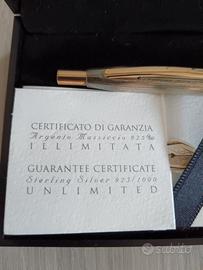 CERTIFICATO DI GARANZIA
Argento Massiccio 925‰
ILLIMITATA
GUARANTEE CERTIFICATE
Sterling Silver 925/1000
UNLIMITED
subito